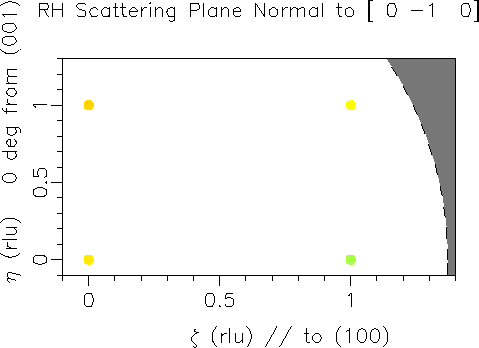 RH Scattering Plane Normal to [ 0 −1 0]
η (rlu) 0 deg from (001)
1
0.5
0
0 0.5 1
ζ (rlu) // to (100)